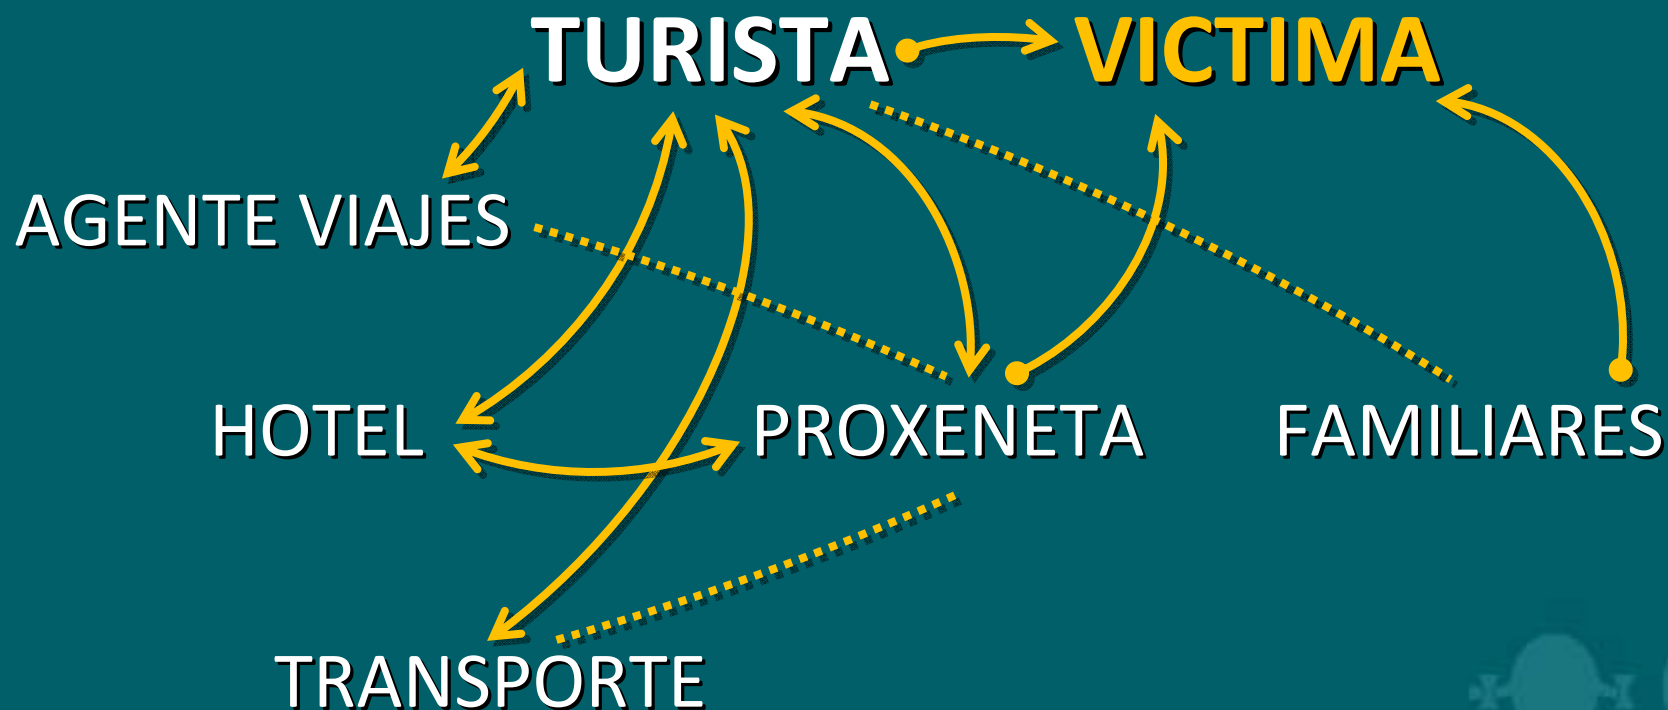 TURISTA VICTIMA
AGENTE VIAJES
HOTEL PROXENETA FAMILIARES
TRANSPORTE